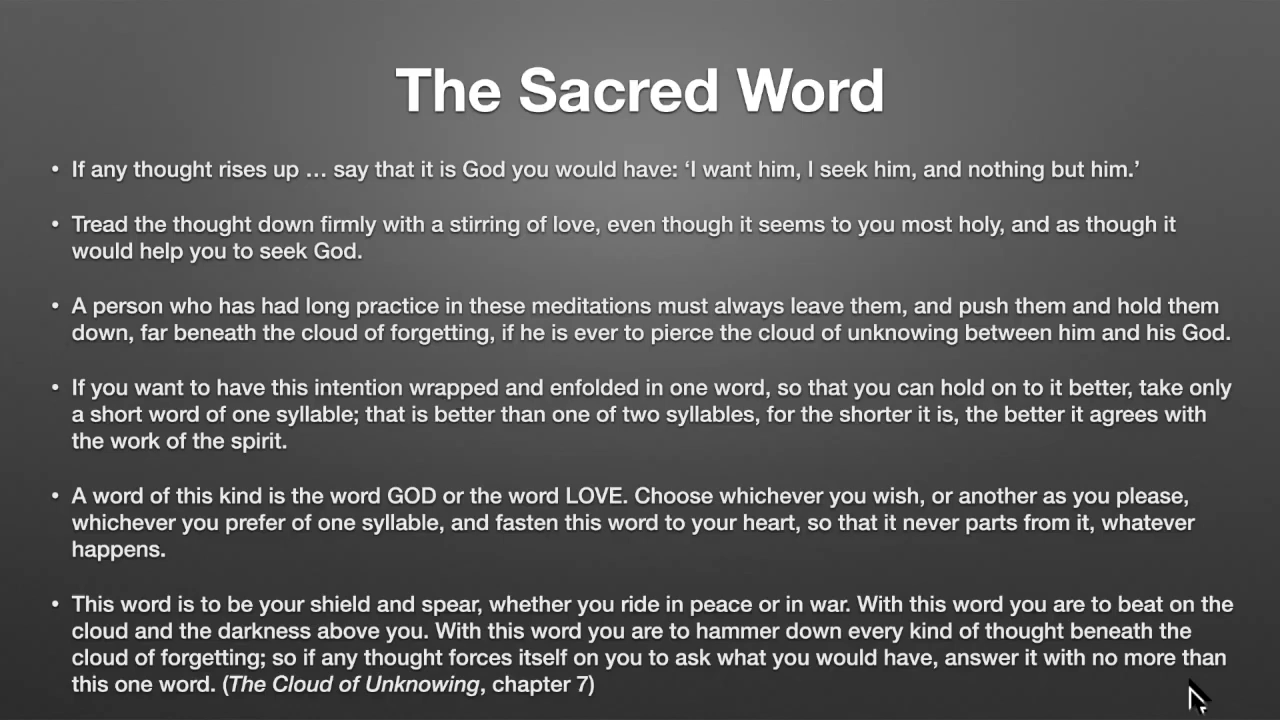 The Sacred Word
• If any thought rises up … say that it is God you would have: ‘I want him, I seek him, and nothing but him.’
• Tread the thought down firmly with a stirring of love, even though it seems to you most holy, and as though it
would help you to seek God.
• A person who has had long practice in these meditations must always leave them, and push them and hold them
down, far beneath the cloud of forgetting, if he is ever to pierce the cloud of unknowing between him and his God.
• If you want to have this intention wrapped and enfolded in one word, so that you can hold on to it better, take only
a short word of one syllable; that is better than one of two syllables, for the shorter it is, the better it agrees with
the work of the spirit.
• A word of this kind is the word GOD or the word LOVE. Choose whichever you wish, or another as you please,
whichever you prefer of one syllable, and fasten this word to your heart, so that it never parts from it, whatever
happens.
• This word is to be your shield and spear, whether you ride in peace or in war. With this word you are to beat on the
cloud and the darkness above you. With this word you are to hammer down every kind of thought beneath the
cloud of forgetting; so if any thought forces itself on you to ask what you would have, answer it with no more than
this one word. (The Cloud of Unknowing, chapter 7)